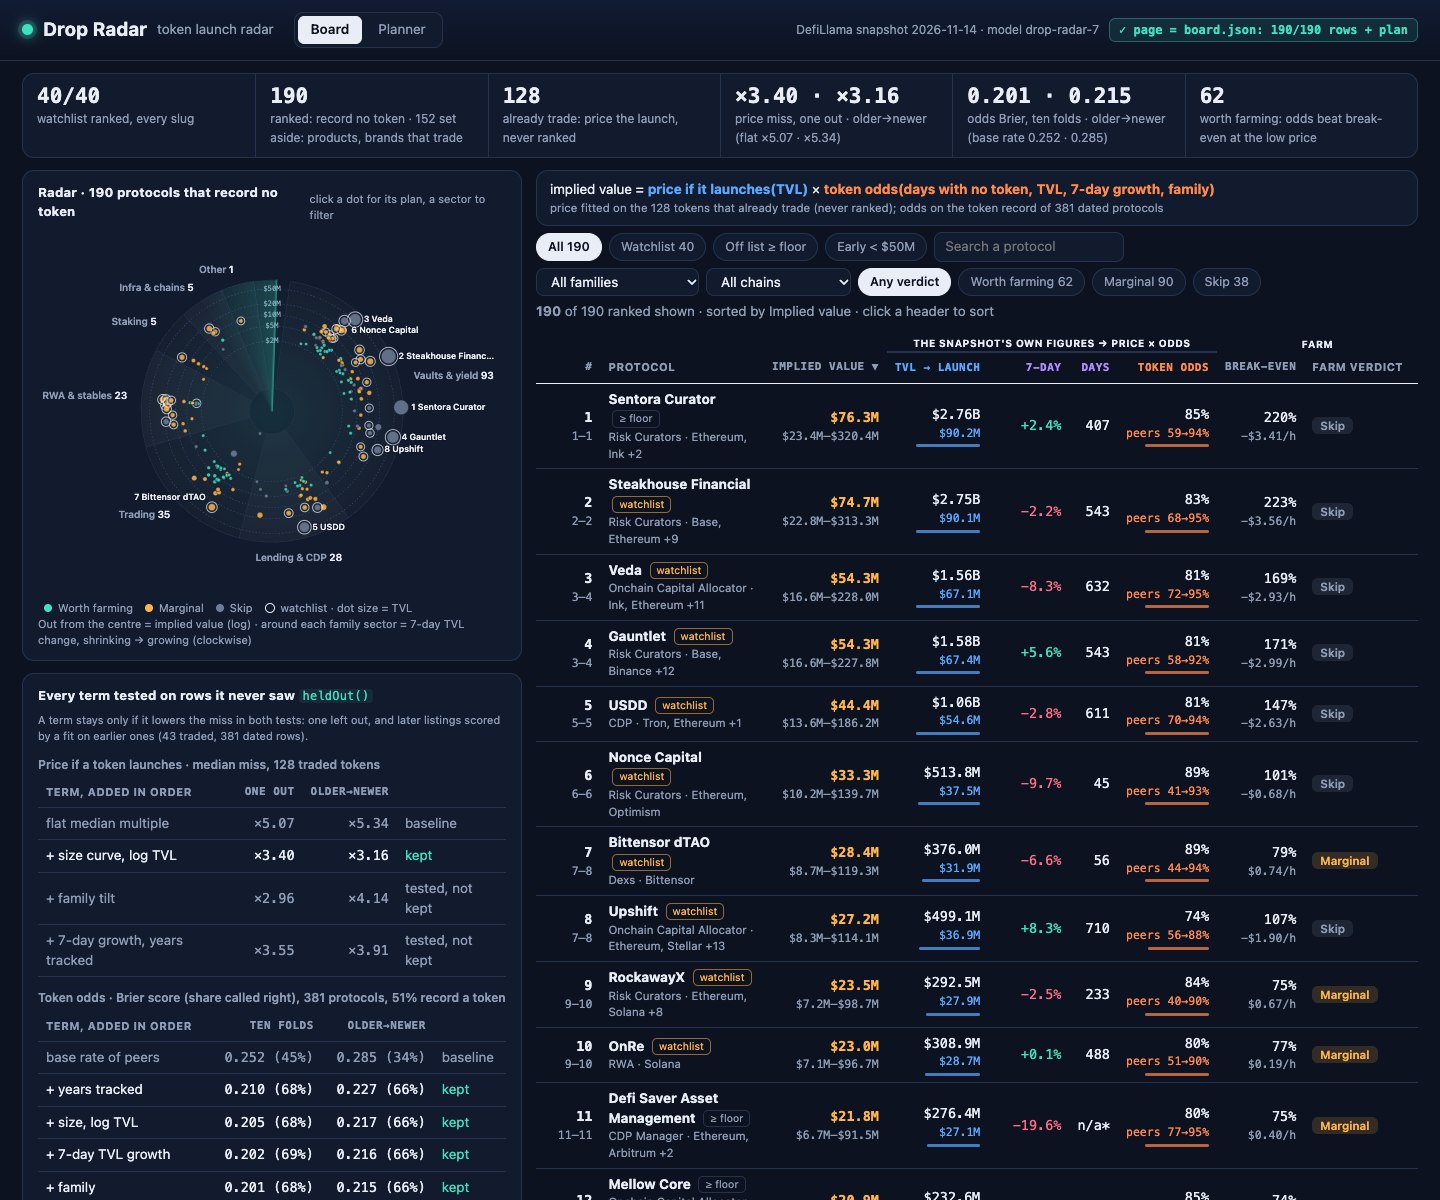 Drop Radar token launch radar Board Planner DefiLlama snapshot 2026-11-14 · model drop-radar-7 ✓ page = board.json: 190/190 rows + plan
40/40
watchlist ranked, every slug
190
ranked: record no token · 152 set
aside: products, brands that trade
128
already trade: price the launch,
never ranked
×3.40 · ×3.16
price miss, one out · older→newer
(flat ×5.07 · ×5.34)
0.201 · 0.215
odds Brier, ten folds · older→newer
(base rate 0.252 · 0.285)
62
worth farming: odds beat break-
even at the low price
Radar · 190 protocols that record no
token
click a dot for its plan, a sector to
filter
Other 1
Infra & chains 5
Staking 5
RWA & stables 23
Trading 35
Lending & CDP 28
Vaults & yield 93
$50M
$20M
$10M
$5M
$2M
3 Veda
6 Nonce Capital
2 Steakhouse Financ...
1 Sentora Curator
4 Gauntlet
8 Upshift
7 Bittensor dTAO
5 USDD
Worth farming Marginal Skip watchlist · dot size = TVL
Out from the centre = implied value (log) · around each family sector = 7-day TVL
change, shrinking → growing (clockwise)
Every term tested on rows it never saw heldOut()
A term stays only if it lowers the miss in both tests: one left out, and later listings scored
by a fit on earlier ones (43 traded, 381 dated rows).
Price if a token launches · median miss, 128 traded tokens
TERM, ADDED IN ORDER ONE OUT OLDER→NEWER
flat median multiple ×5.07 ×5.34 baseline
+ size curve, log TVL ×3.40 ×3.16 kept
+ family tilt ×2.96 ×4.14 tested, not
kept
+ 7-day growth, years
tracked ×3.55 ×3.91 tested, not
kept
Token odds · Brier score (share called right), 381 protocols, 51% record a token
TERM, ADDED IN ORDER TEN FOLDS OLDER→NEWER
base rate of peers 0.252 (45%) 0.285 (34%) baseline
+ years tracked 0.210 (68%) 0.227 (66%) kept
+ size, log TVL 0.205 (68%) 0.217 (66%) kept
+ 7-day TVL growth 0.202 (69%) 0.216 (66%) kept
+ family 0.201 (68%) 0.215 (66%) kept
implied value = price if it launches(TVL) × token odds(days with no token, TVL, 7-day growth, family)
price fitted on the 128 tokens that already trade (never ranked); odds on the token record of 381 dated protocols
All 190 Watchlist 40 Off list ≥ floor Early < $50M Search a protocol
All families All chains Any verdict Worth farming 62 Marginal 90 Skip 38
190 of 190 ranked shown · sorted by Implied value · click a header to sort
THE SNAPSHOT'S OWN FIGURES → PRICE × ODDS FARM
# PROTOCOL IMPLIED VALUE ▼ TVL → LAUNCH 7-DAY DAYS TOKEN ODDS BREAK-EVEN FARM VERDICT
1 Sentora Curator ≥ floor $76.3M $2.76B +2.4% 407 85% 220% Skip
1–1 Risk Curators · Ethereum, $23.4M–$320.4M $90.2M peers 59→94% −$3.41/h
Ink +2
2 Steakhouse Financial watchlist $74.7M $2.75B −2.2% 543 83% 223% Skip
2–2 Risk Curators · Base, $22.8M–$313.3M $90.1M peers 68→95% −$3.56/h
Ethereum +9
3 Veda watchlist $54.3M $1.56B −8.3% 632 81% 169% Skip
3–4 Onchain Capital Allocator · $16.6M–$228.0M $67.1M peers 72→95% −$2.93/h
Ink, Ethereum +11
4 Gauntlet watchlist $54.3M $1.58B +5.6% 543 81% 171% Skip
3–4 Risk Curators · Base, $16.6M–$227.8M $67.4M peers 58→92% −$2.99/h
Binance +12
5 USDD watchlist $44.4M $1.06B −2.8% 611 81% 147% Skip
5–5 CDP · Tron, Ethereum +1 $13.6M–$186.2M $54.6M peers 70→94% −$2.63/h
6 Nonce Capital watchlist $33.3M $513.8M −9.7% 45 89% 101% Skip
6–6 Risk Curators · Ethereum, $10.2M–$139.7M $37.5M peers 41→93% −$0.68/h
Optimism
7 Bittensor dTAO watchlist $28.4M $376.0M −6.6% 56 89% 79% Marginal
7–8 Dexs · Bittensor $8.7M–$119.3M $31.9M peers 44→94% $0.74/h
8 Upshift watchlist $27.2M $499.1M +8.3% 710 74% 107% Skip
7–8 Onchain Capital Allocator · $8.3M–$114.1M $36.9M peers 56→88% −$1.90/h
Ethereum, Stellar +13
9 RockawayX watchlist $23.5M $292.5M −2.5% 233 84% 75% Marginal
9–10 Risk Curators · Ethereum, $7.2M–$98.7M $27.9M peers 40→90% $0.67/h
Solana +8
10 OnRe watchlist $23.0M $308.9M +0.1% 488 80% 77% Marginal
9–10 RWA · Solana $7.1M–$96.7M $28.7M peers 51→90% $0.19/h
11 Defi Saver Asset
Management ≥ floor $21.8M $276.4M −19.6% n/a* 80% 75% Marginal
11–11 CDP Manager · Ethereum, $6.7M–$91.5M $27.1M peers 77→95% $0.40/h
Arbitrum +2
Mellow Core ≥ floor $232.6M 85% 74%